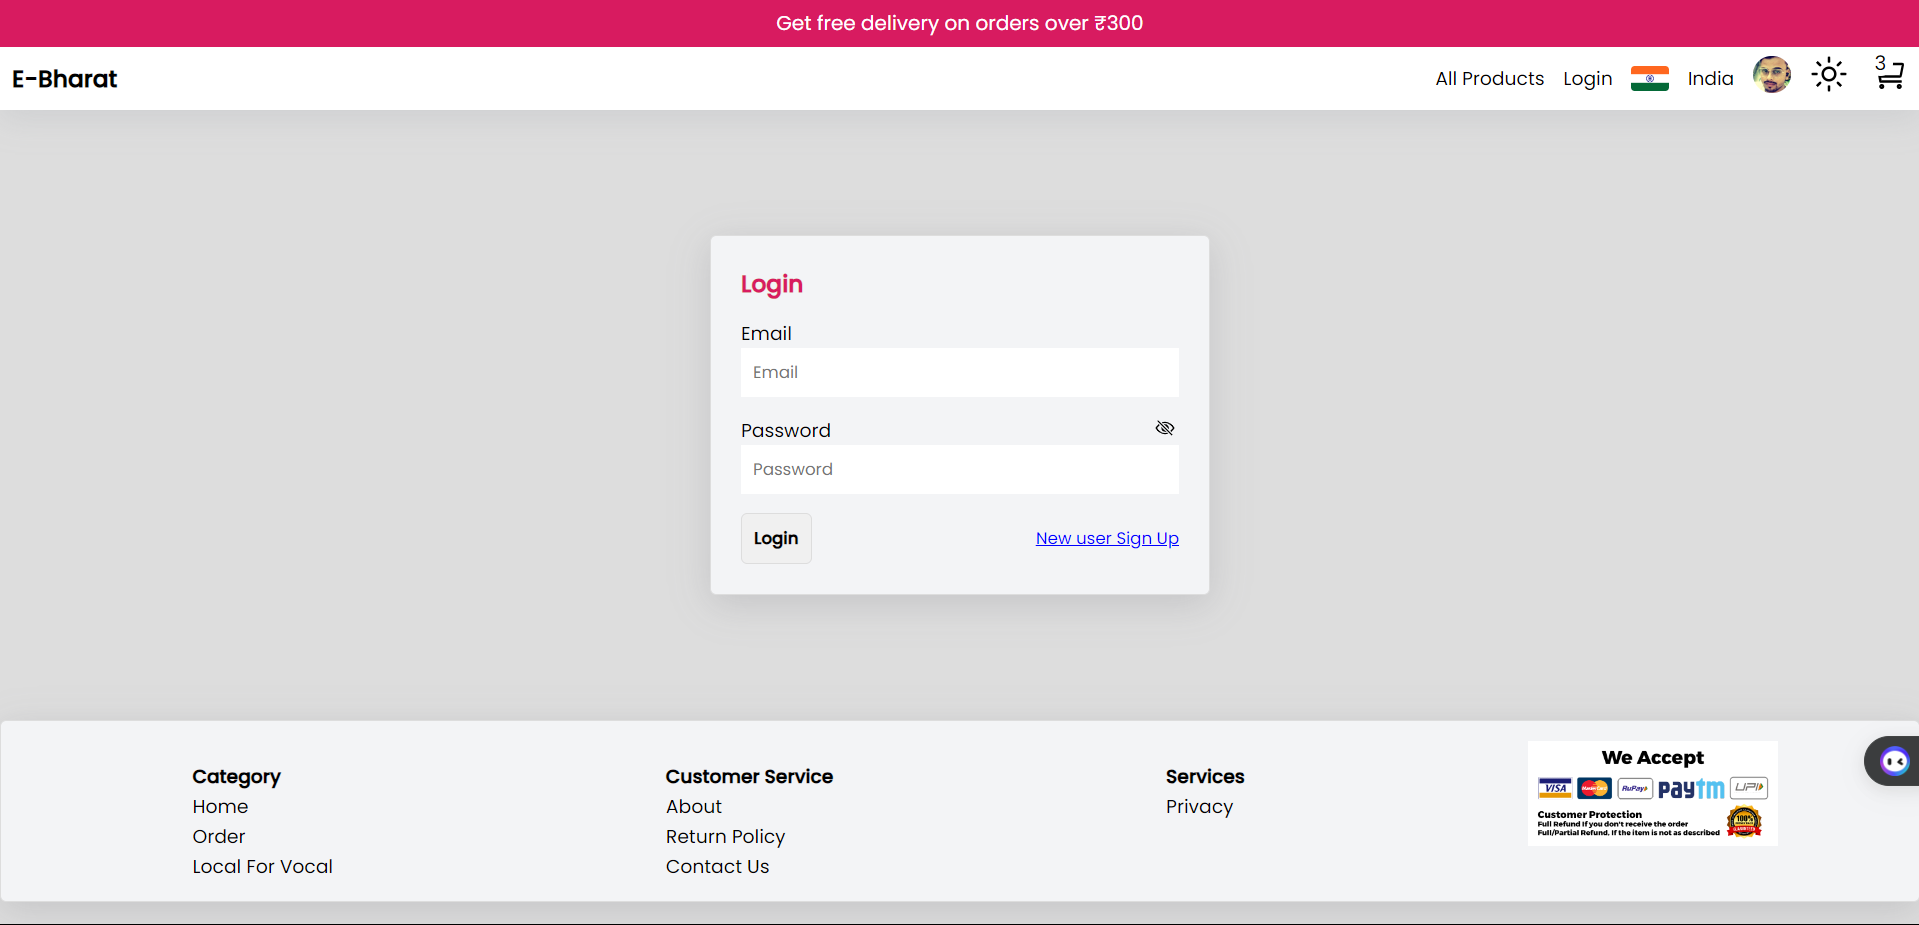 Get free delivery on orders over ₹300
E-Bharat
All Products Login India 3
Login
Email
Email
Password
Password
Login New user Sign Up
Category
Home
Order
Local For Vocal
Customer Service
About
Return Policy
Contact Us
Services
Privacy
We Accept
VISA MasterCard RuPay paytm UPI
Customer Protection
Full Refund If you don't receive the order
Full/Partial Refund. If the item is not as described
100%